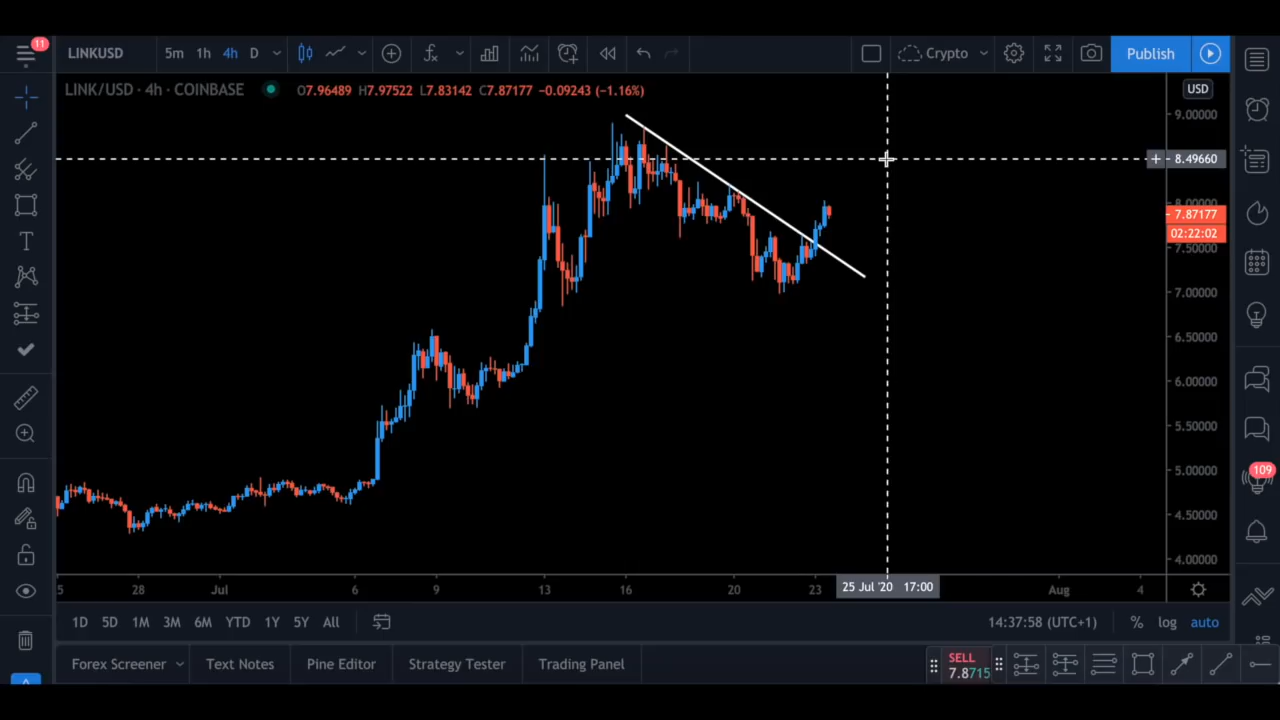 11
LINKUSD
5m 1h 4h D
Crypto
Publish
LINK/USD · 4h · COINBASE
O7.96489 H7.97522 L7.83142 C7.87177 −0.09243 (−1.16%)
USD
9.00000
8.49660
8.00000
7.87177
02:22:02
7.50000
7.00000
6.50000
6.00000
5.50000
5.00000
4.50000
4.00000
109
5 28 Jul 6 9 13 16 20 23 25 Jul '20 17:00 Aug 4
1D 5D 1M 3M 6M YTD 1Y 5Y All
14:37:58 (UTC+1) % log auto
Forex Screener Text Notes Pine Editor Strategy Tester Trading Panel
SELL
7.8715